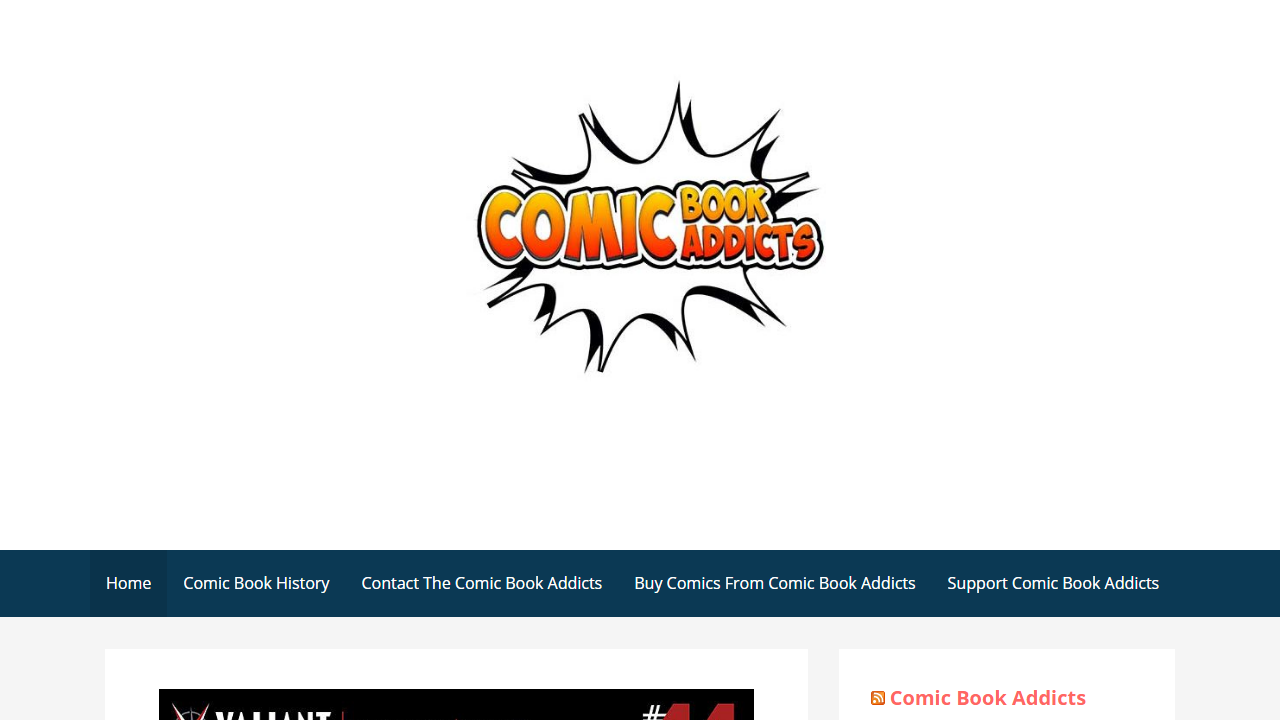 COMIC BOOK ADDICTS
Home
Comic Book History
Contact The Comic Book Addicts
Buy Comics From Comic Book Addicts
Support Comic Book Addicts
VALIANT
Comic Book Addicts